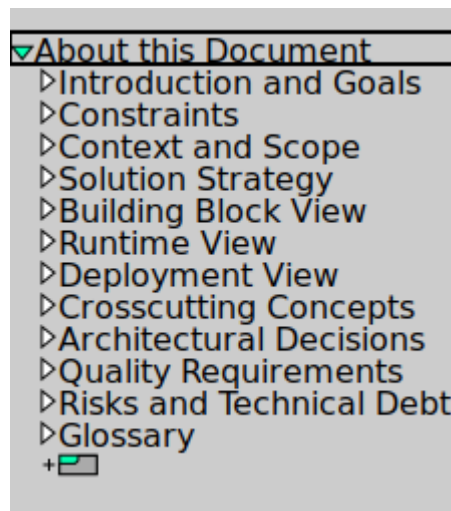 About this Document
Introduction and Goals
Constraints
Context and Scope
Solution Strategy
Building Block View
Runtime View
Deployment View
Crosscutting Concepts
Architectural Decisions
Quality Requirements
Risks and Technical Debt
Glossary
+